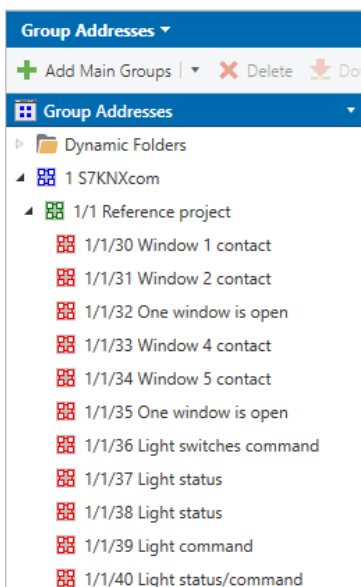 Group Addresses
Add Main Groups Delete Do
Group Addresses
Dynamic Folders
1 S7KNXcom
1/1 Reference project
1/1/30 Window 1 contact
1/1/31 Window 2 contact
1/1/32 One window is open
1/1/33 Window 4 contact
1/1/34 Window 5 contact
1/1/35 One window is open
1/1/36 Light switches command
1/1/37 Light status
1/1/38 Light status
1/1/39 Light command
1/1/40 Light status/command